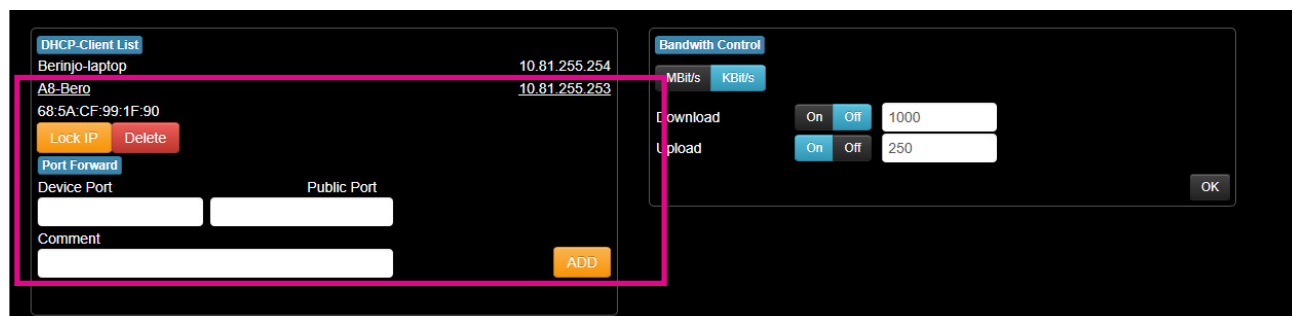 DHCP-Client List
Berinjo-laptop 10.81.255.254
A8-Bero 10.81.255.253
68:5A:CF:99:1F:90
Lock IP Delete
Port Forward
Device Port Public Port
Comment
ADD
Bandwith Control
MBit/s KBit/s
Download On Off 1000
Upload On Off 250
OK